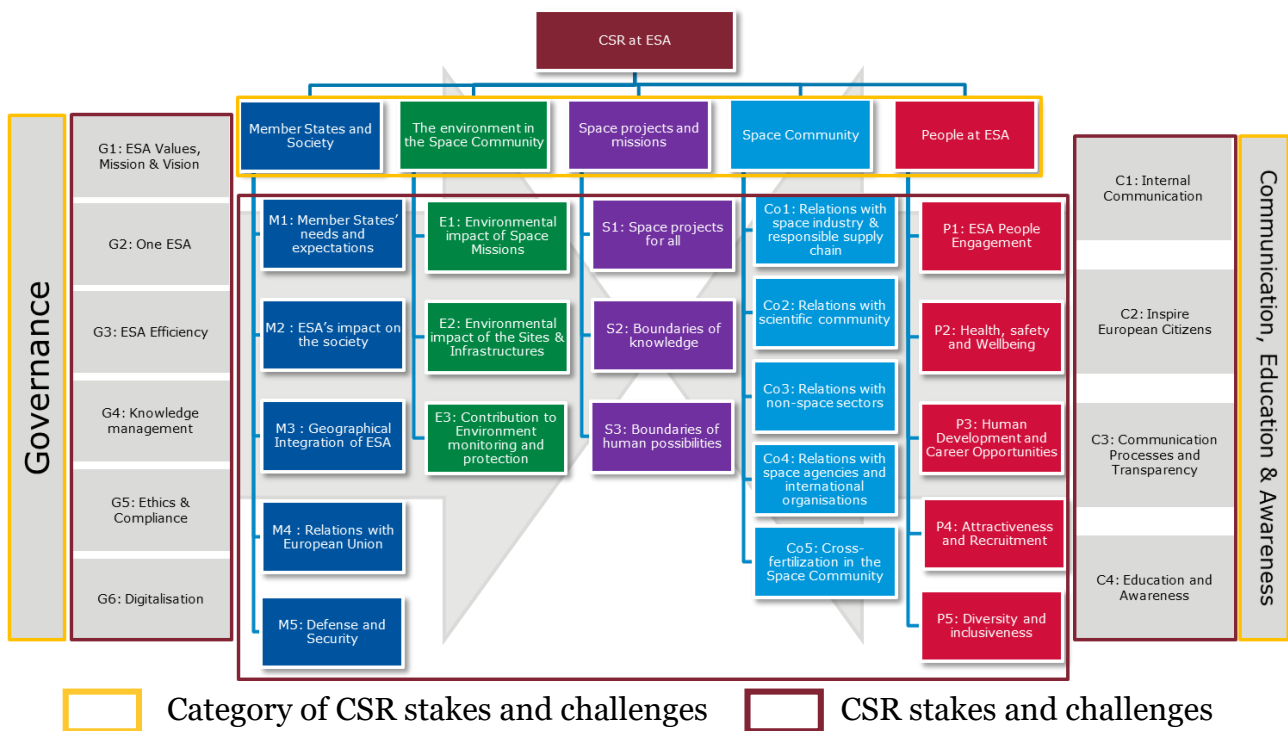 CSR at ESA
Member States and
Society
The environment in
the Space Community
Space projects and
missions
Space Community
People at ESA
Governance
G1: ESA Values,
Mission & Vision
G2: One ESA
G3: ESA Efficiency
G4: Knowledge
management
G5: Ethics &
Compliance
G6: Digitalisation
M1: Member States'
needs and
expectations
M2 : ESA's impact on
the society
M3 : Geographical
Integration of ESA
M4 : Relations with
European Union
M5: Defense and
Security
E1: Environmental
impact of Space
Missions
E2: Environmental
impact of the Sites &
Infrastructures
E3: Contribution to
Environment
monitoring and
protection
S1: Space projects
for all
S2: Boundaries of
knowledge
S3: Boundaries of
human possibilities
Co1: Relations with
space industry &
responsible supply
chain
Co2: Relations with
scientific community
Co3: Relations with
non-space sectors
Co4: Relations with
space agencies and
international
organisations
Co5: Cross-
fertilization in the
Space Community
P1: ESA People
Engagement
P2: Health, safety
and Wellbeing
P3: Human
Development and
Career Opportunities
P4: Attractiveness
and Recruitment
P5: Diversity and
inclusiveness
C1: Internal
Communication
C2: Inspire
European Citizens
C3: Communication
Processes and
Transparency
C4: Education and
Awareness
Communication, Education & Awareness
Category of CSR stakes and challenges
CSR stakes and challenges